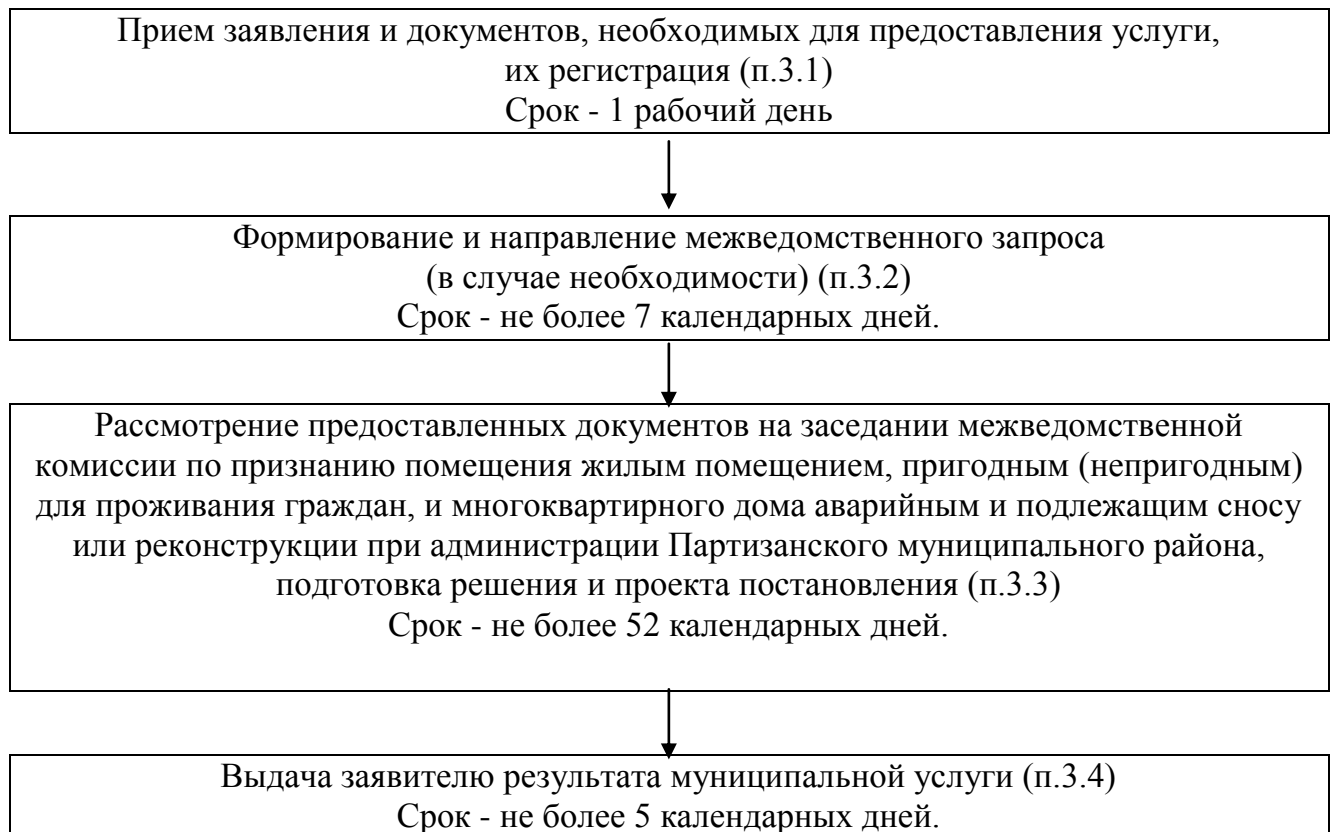 Прием заявления и документов, необходимых для предоставления услуги,
их регистрация (п.3.1)
Срок - 1 рабочий день
Формирование и направление межведомственного запроса
(в случае необходимости) (п.3.2)
Срок - не более 7 календарных дней.
Рассмотрение предоставленных документов на заседании межведомственной
комиссии по признанию помещения жилым помещением, пригодным (непригодным)
для проживания граждан, и многоквартирного дома аварийным и подлежащим сносу
или реконструкции при администрации Партизанского муниципального района,
подготовка решения и проекта постановления (п.3.3)
Срок - не более 52 календарных дней.
Выдача заявителю результата муниципальной услуги (п.3.4)
Срок - не более 5 календарных дней.